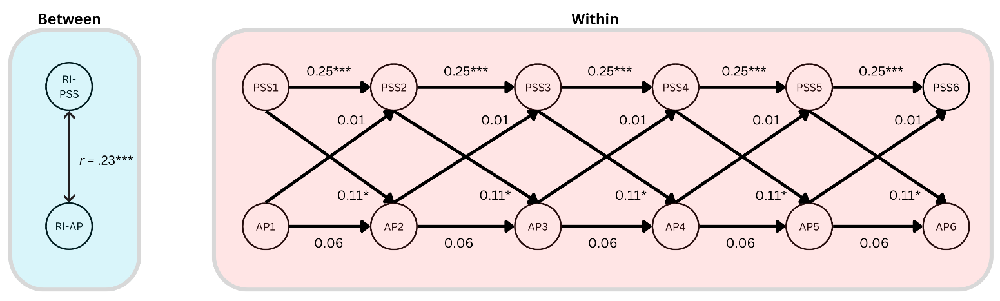 Between
RI-
PSS
r = .23***
RI-AP
Within
0.25*** 0.25*** 0.25*** 0.25*** 0.25***
PSS1 PSS2 PSS3 PSS4 PSS5 PSS6
0.01 0.01 0.01 0.01 0.01
0.11* 0.11* 0.11* 0.11* 0.11*
AP1 AP2 AP3 AP4 AP5 AP6
0.06 0.06 0.06 0.06 0.06